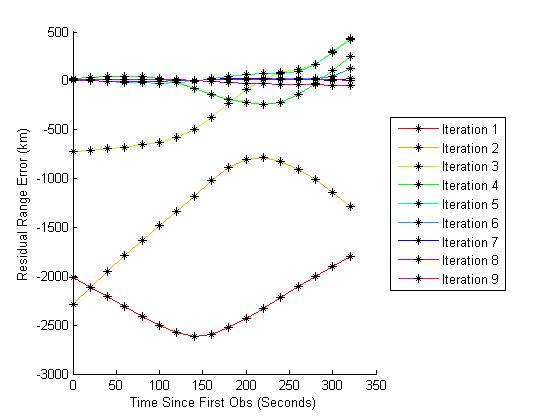 500
0
-500
-1000
-1500
-2000
-2500
-3000
Residual Range Error (km)
0 50 100 150 200 250 300 350
Time Since First Obs (Seconds)
Iteration 1
Iteration 2
Iteration 3
Iteration 4
Iteration 5
Iteration 6
Iteration 7
Iteration 8
Iteration 9